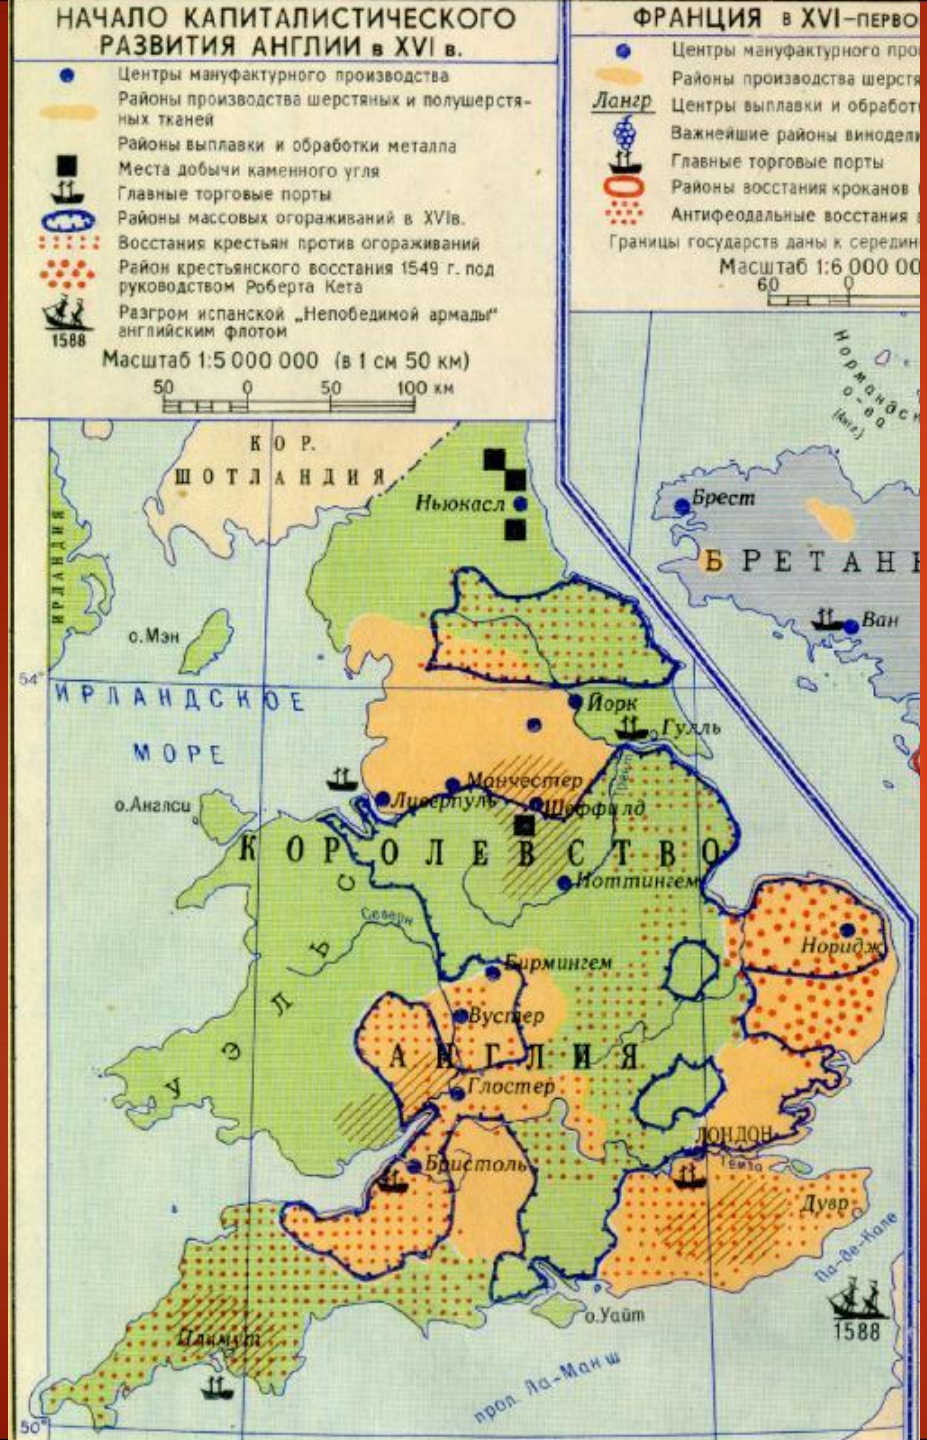 НАЧАЛО КАПИТАЛИСТИЧЕСКОГО
РАЗВИТИЯ АНГЛИИ в XVI в.
Центры мануфактурного производства
Районы производства шерстяных и полушерстя-
ных тканей
Районы выплавки и обработки металла
Места добычи каменного угля
Главные торговые порты
Районы массовых огораживаний в XVIв.
Восстания крестьян против огораживаний
Район крестьянского восстания 1549 г. под
руководством Роберта Кета
Разгром испанской „Непобедимой армады"
английским флотом
1588
Масштаб 1:5 000 000 (в 1 см 50 км)
50 0 50 100 км
ФРАНЦИЯ в XVI–ПЕРВО
Центры мануфактурного про
Районы производства шерстя
Лангр
Центры выплавки и обработ
Важнейшие районы винодели
Главные торговые порты
Районы восстания кроканов
Антифеодальные восстания
Границы государств даны к середин
Масштаб 1:6 000 00
60 0
Нормандск
о-ва
(Англ.)
КОР.
ШОТЛАНДИЯ
Ньюкасл
Брест
БРЕТАН
Ван
ИРЛАНДИЯ
о.Мэн
54°
ИРЛАНДСКОЕ
МОРЕ
Йорк
Гулль
Трент
Манчестер
Ливерпуль
Шеффилд
о.Англси
КОРОЛЕВСТВО
Ноттингем
Северн
Норидж
Бирмингем
УЭЛЬС
Вустер
АНГЛИЯ
Глостер
ЛОНДОН
Темза
Бристоль
Дувр
Па-де-Кале
о.Уайт
1588
Плимут
прол. Ла-Манш
50°